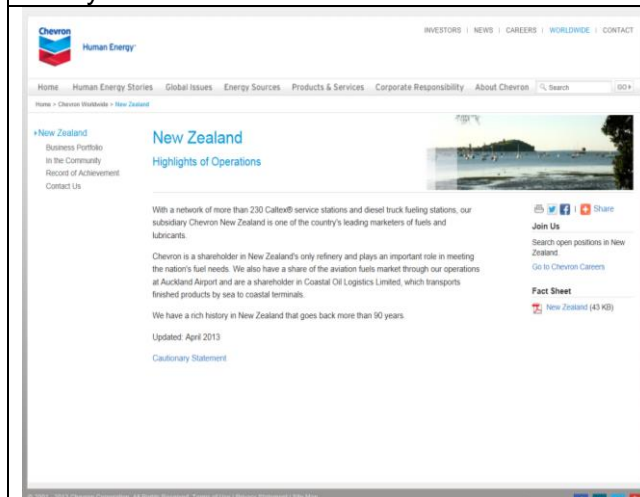 Chevron
Human Energy·
INVESTORS | NEWS | CAREERS | WORLDWIDE | CONTACT
Home Human Energy Stories Global Issues Energy Sources Products & Services Corporate Responsibility About Chevron Search GO
Home > Chevron Worldwide > New Zealand
New Zealand
Business Portfolio
In the Community
Record of Achievement
Contact Us
New Zealand
Highlights of Operations
With a network of more than 230 Caltex® service stations and diesel truck fueling stations, our
subsidiary Chevron New Zealand is one of the country's leading marketers of fuels and
lubricants.
Chevron is a shareholder in New Zealand's only refinery and plays an important role in meeting
the nation's fuel needs. We also have a share of the aviation fuels market through our operations
at Auckland Airport and are a shareholder in Coastal Oil Logistics Limited, which transports
finished products by sea to coastal terminals.
We have a rich history in New Zealand that goes back more than 90 years.
Updated: April 2013
Cautionary Statement
Share
Join Us
Search open positions in New
Zealand.
Go to Chevron Careers
Fact Sheet
New Zealand (43 KB)